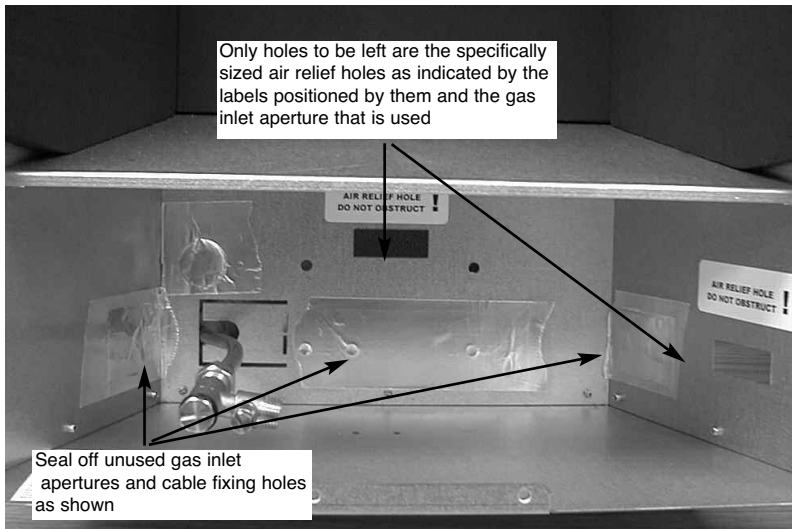 Only holes to be left are the specifically
sized air relief holes as indicated by the
labels positioned by them and the gas
inlet aperture that is used
AIR RELIEF HOLE
DO NOT OBSTRUCT !
AIR RELIEF HOLE
DO NOT OBSTRUCT !
Seal off unused gas inlet
apertures and cable fixing holes
as shown